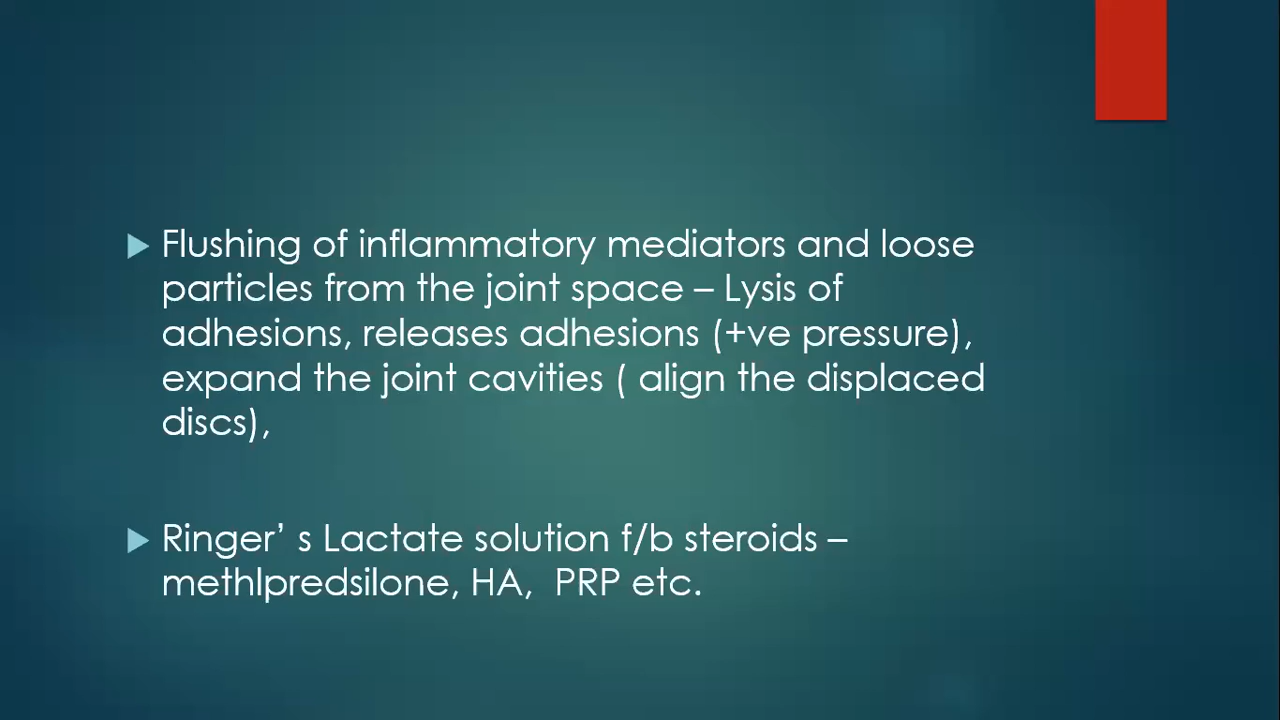 Flushing of inflammatory mediators and loose
particles from the joint space – Lysis of
adhesions, releases adhesions (+ve pressure),
expand the joint cavities ( align the displaced
discs),
Ringer’ s Lactate solution f/b steroids –
methlpredsilone, HA,  PRP etc.